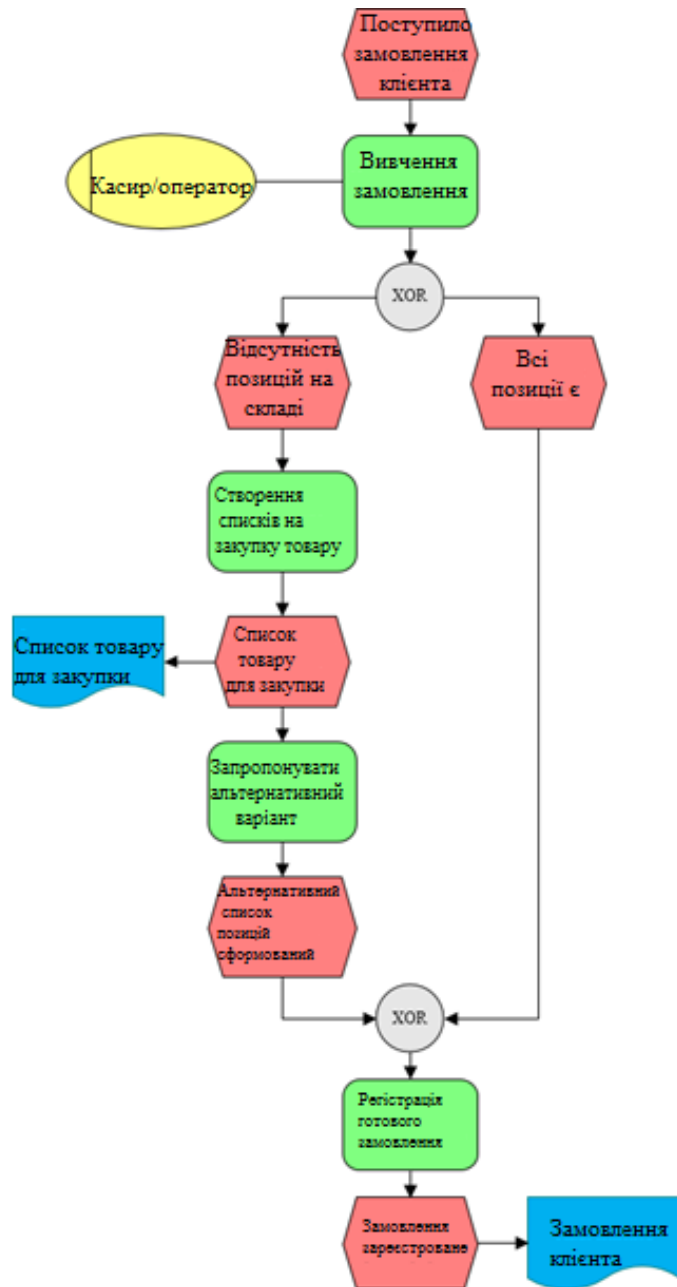 Поступило
замовлення
клієнта
Вивчення
замовлення
Касир/оператор
XOR
Відсутність
позицій на
складі
Всі
позиції є
Створення
списків на
закупку товару
Список товару
для закупки
Список
товару
для закупки
Запропонувати
альтернативний
варіант
Альтернативний
список
позицій
сформований
XOR
Регістрація
готового
замовлення
Замовлення
зареєстроване
Замовлення
клієнта